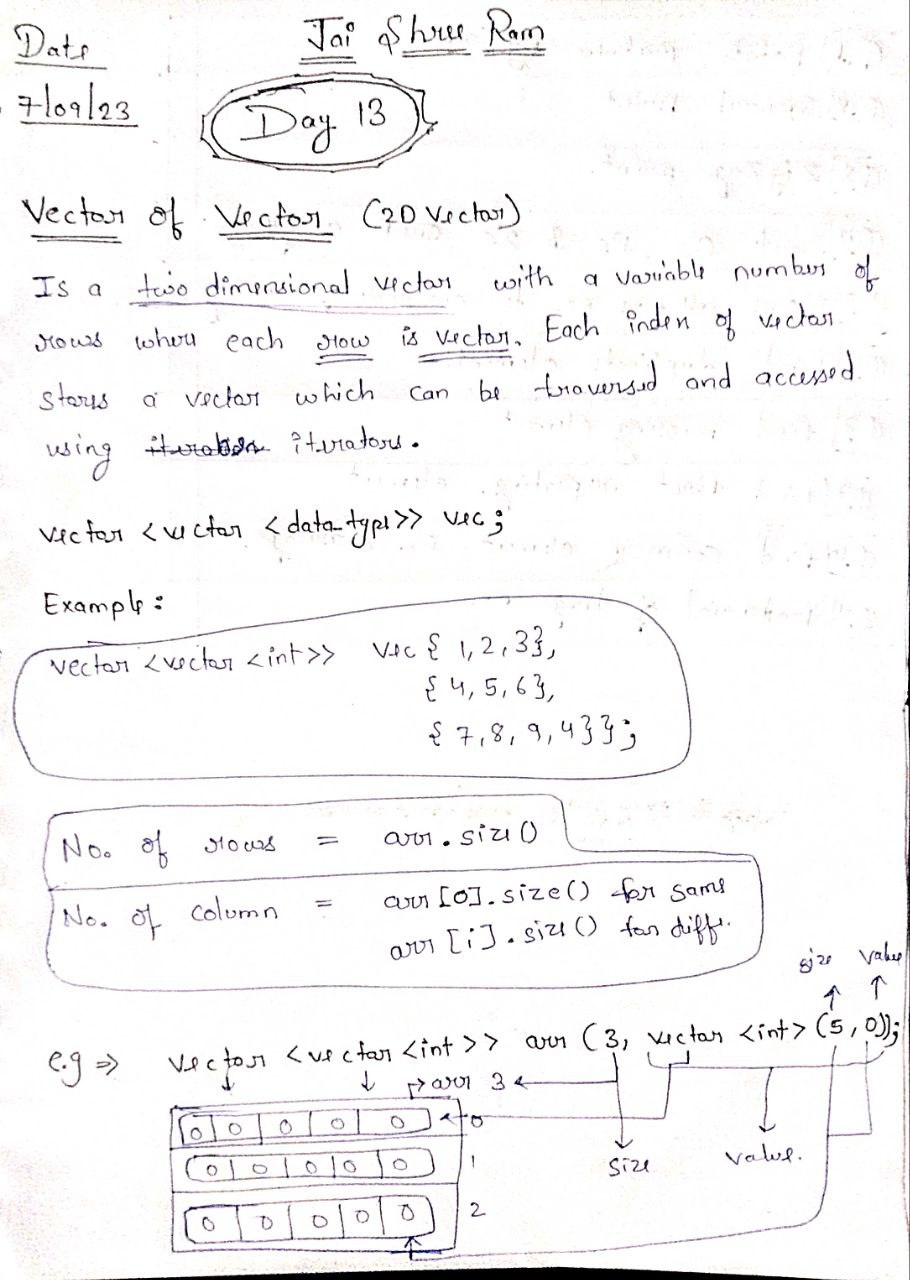 Date
Jai Shree Ram
7/09/23
Day 13
Vector of Vector (2D Vector)
Is a two dimensional vector with a variable number of
rows where each row is vector. Each index of vector
stores a vector which can be traversed and accessed
using iterators.
vector <vector <data type>> vec;
Example:
vector <vector <int>> vec { 1,2,3},
{ 4,5,6},
{ 7,8,9,4}};
No. of rows = arr.size()
No. of column = arr[0].size() for same
arr[i].size() for diff.
size value
e.g ⇒ vector <vector <int>> arr (3, vector <int> (5,0));
arr 3
0 0 0 0 0 0
0 0 0 0 0 1
size value.
0 0 0 0 0 2